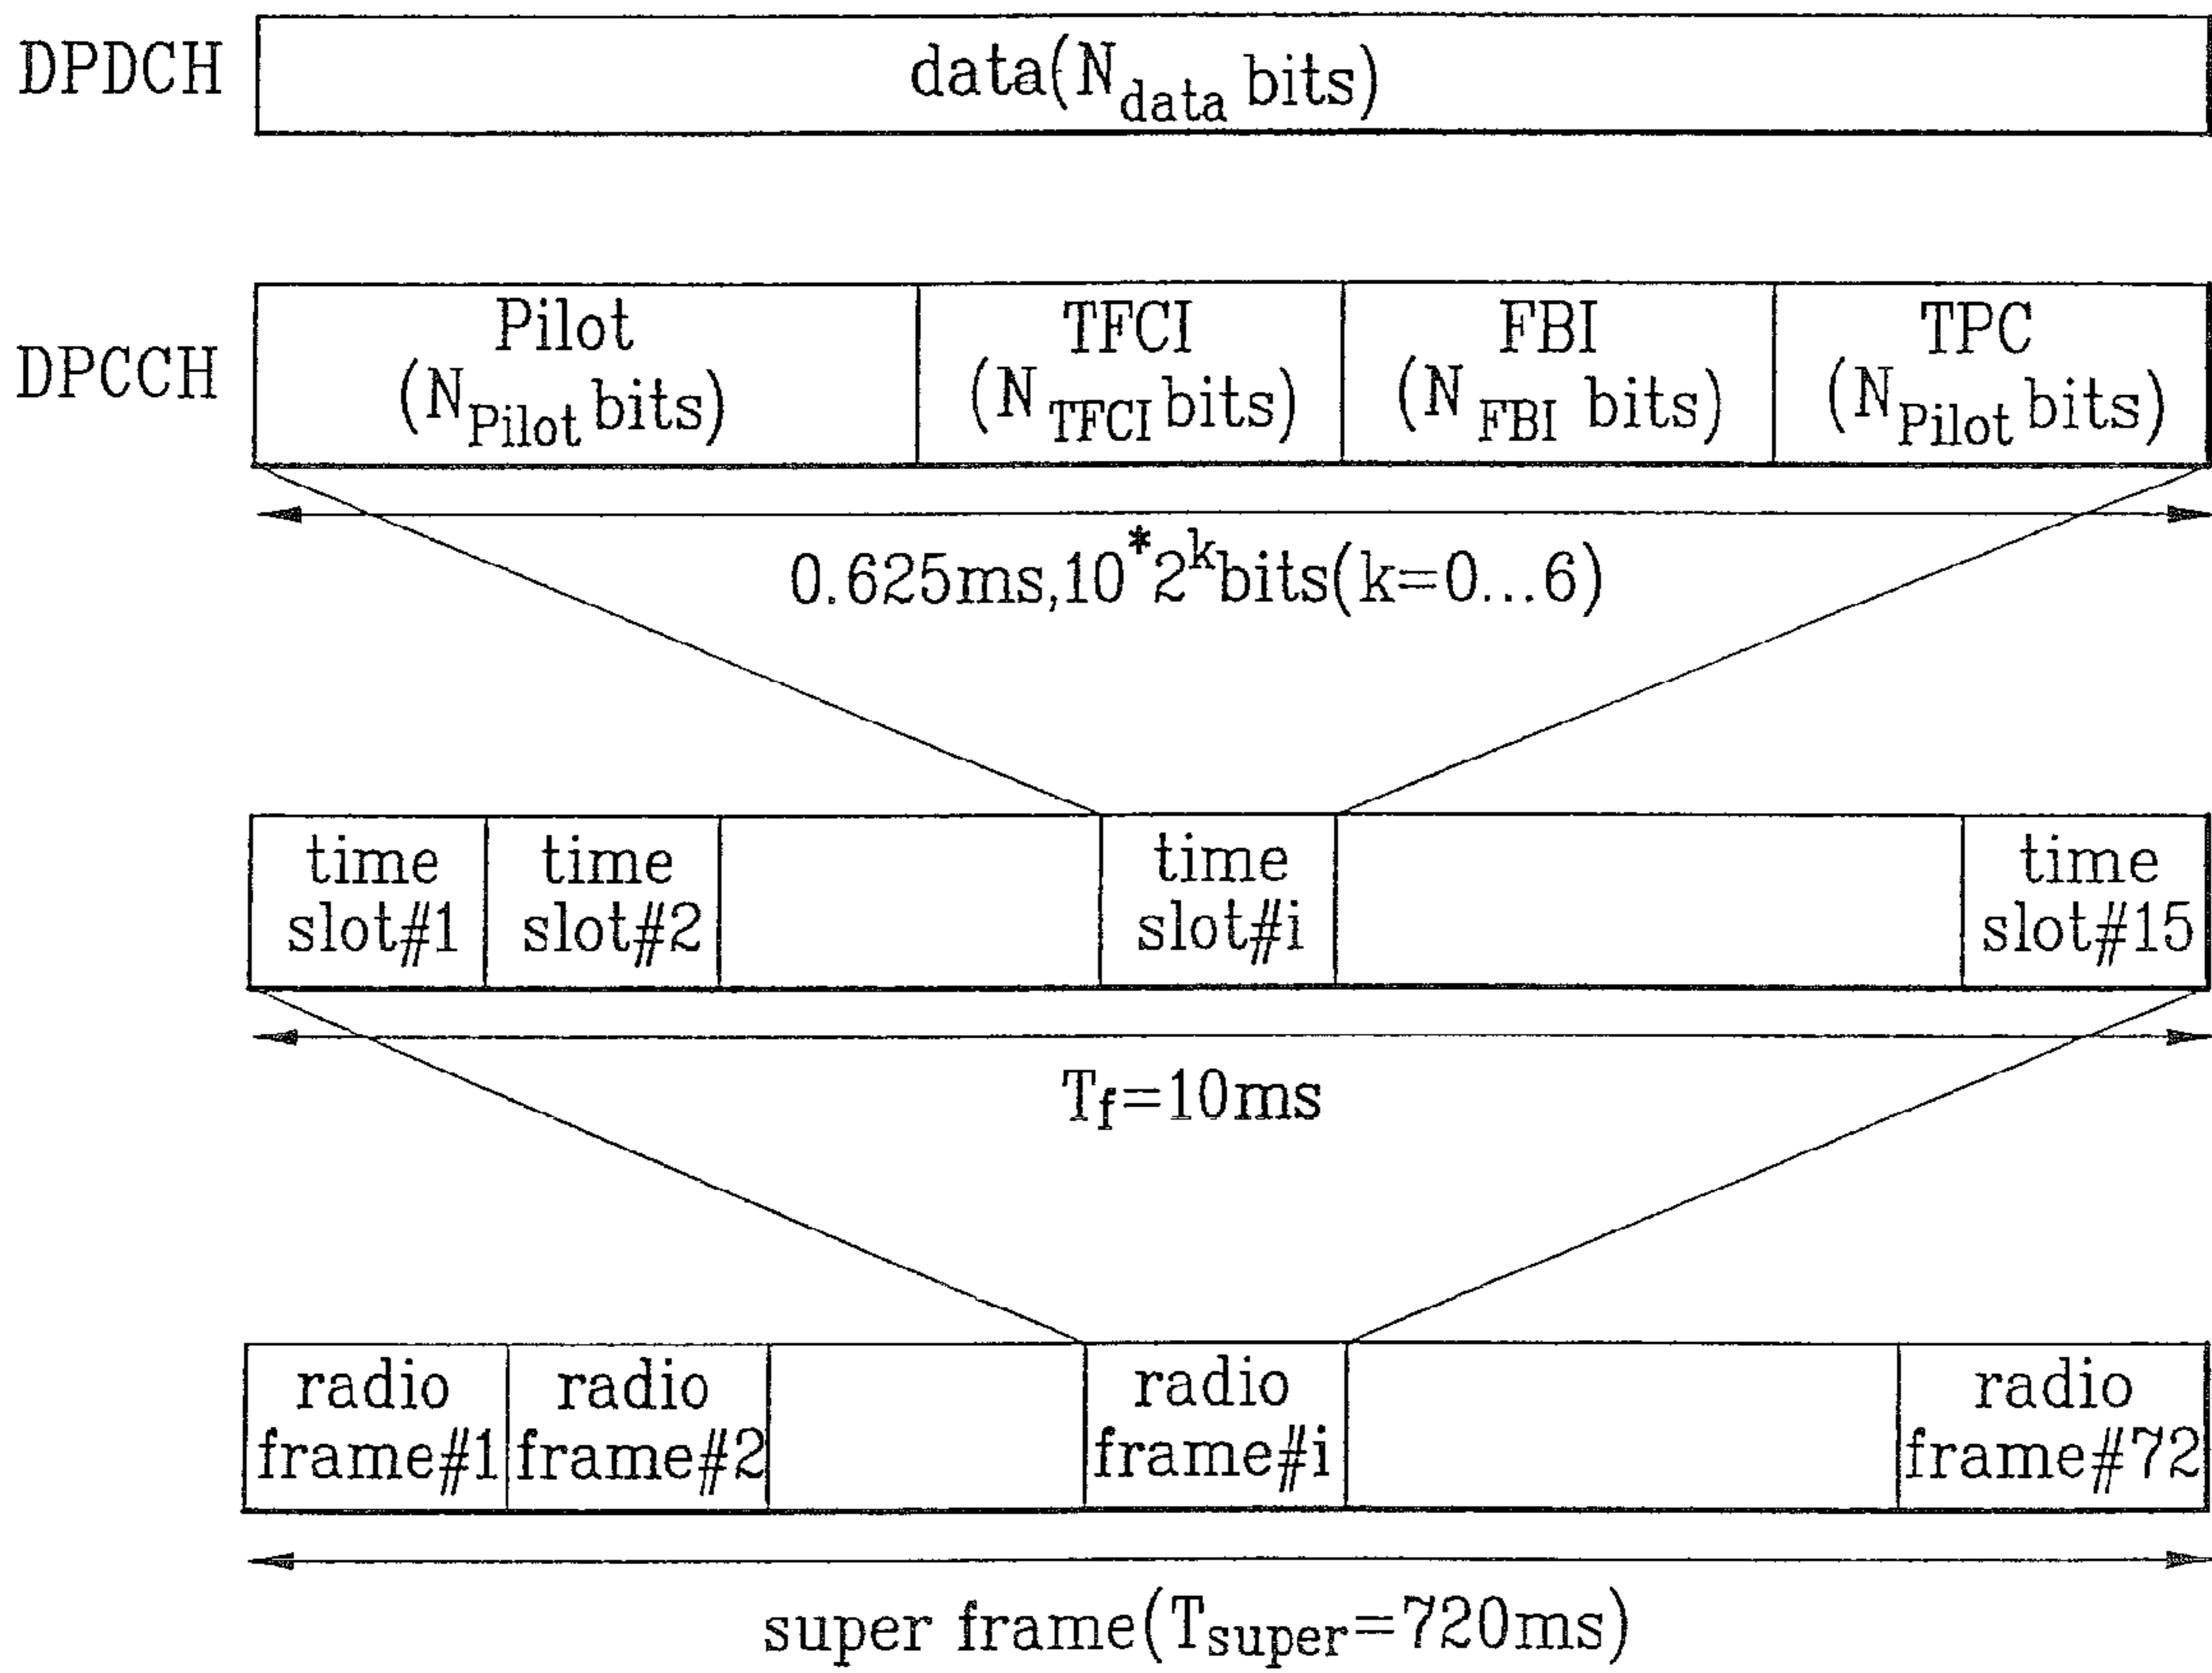 DPDCH
data(N_data bits)
DPCCH
Pilot
(N_Pilot bits)
TFCI
(N_TFCI bits)
FBI
(N_FBI bits)
TPC
(N_Pilot bits)
0.625ms,10*2^k bits(k=0...6)
time
slot#1
time
slot#2
time
slot#i
time
slot#15
T_f=10ms
radio
frame#1
radio
frame#2
radio
frame#i
radio
frame#72
super frame(T_super=720ms)